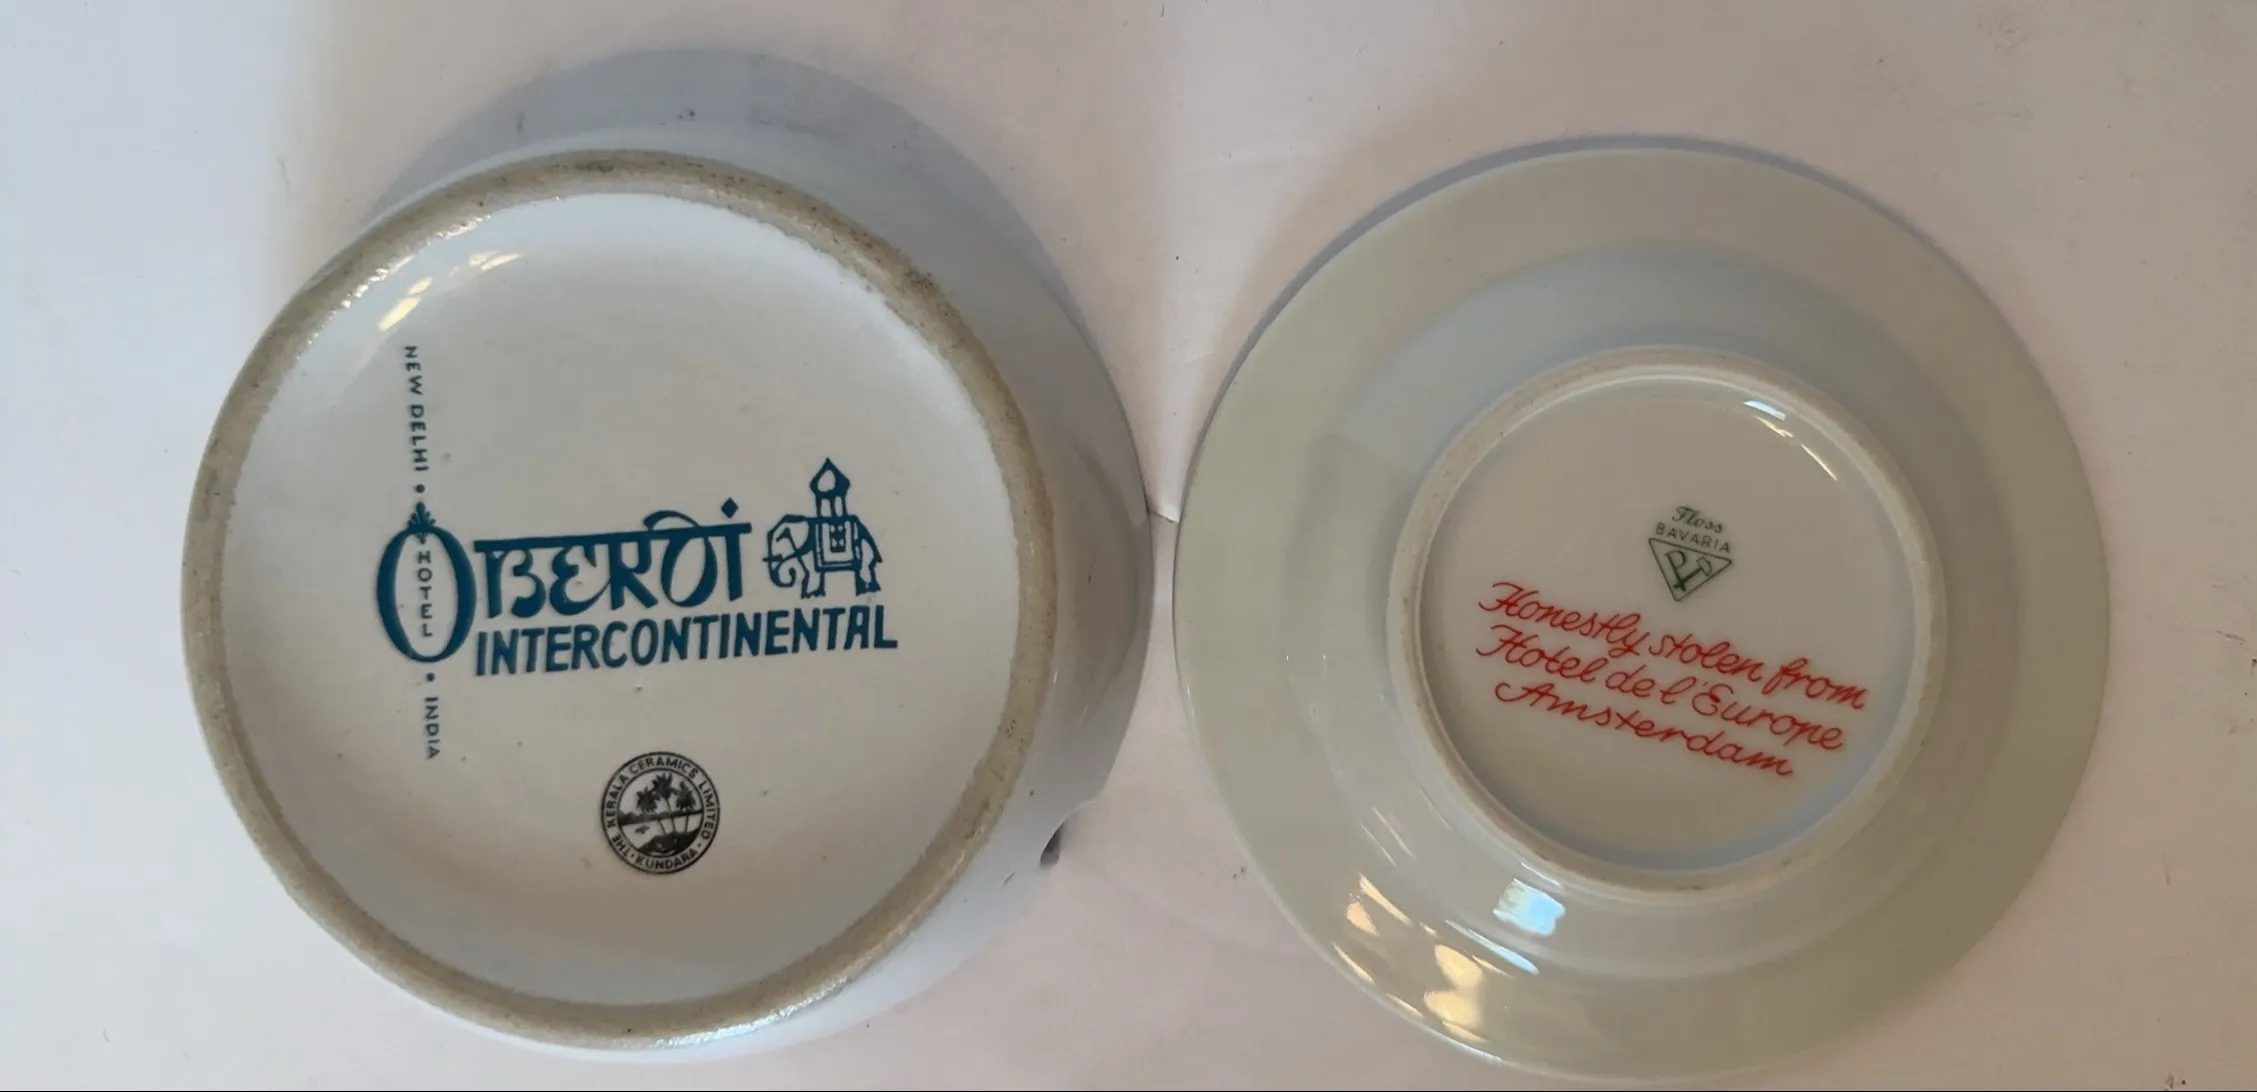 NEW DELHI • HOTEL • INDIA
OBEROI
INTERCONTINENTAL
THE KERALA CERAMICS LIMITED • KUNDARA •
Floss
BAVARIA
Honestly stolen from
Hotel de l'Europe
Amsterdam